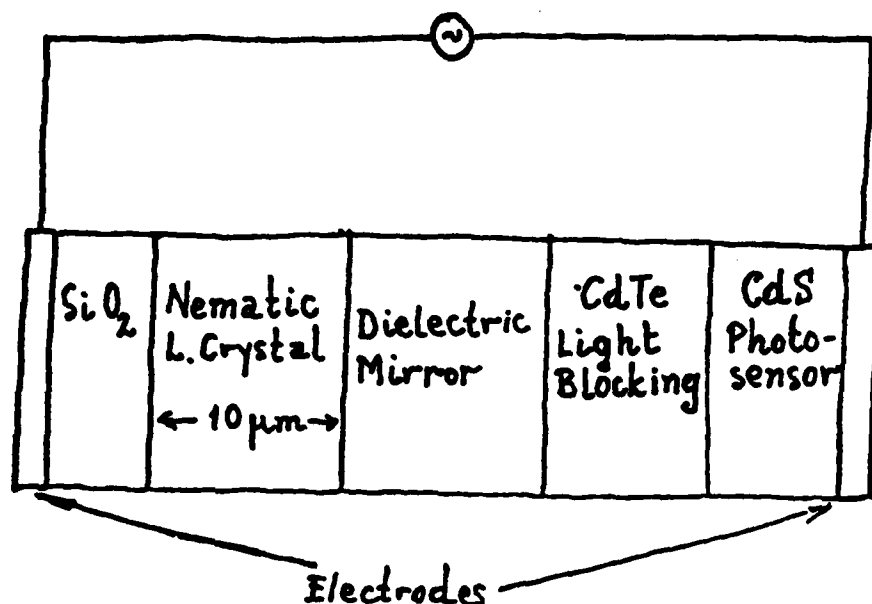 ~
SiO₂
Nematic
L. Crystal
← 10 μm →
Dielectric
Mirror
CdTe
Light
Blocking
CdS
Photo-
sensor
Electrodes